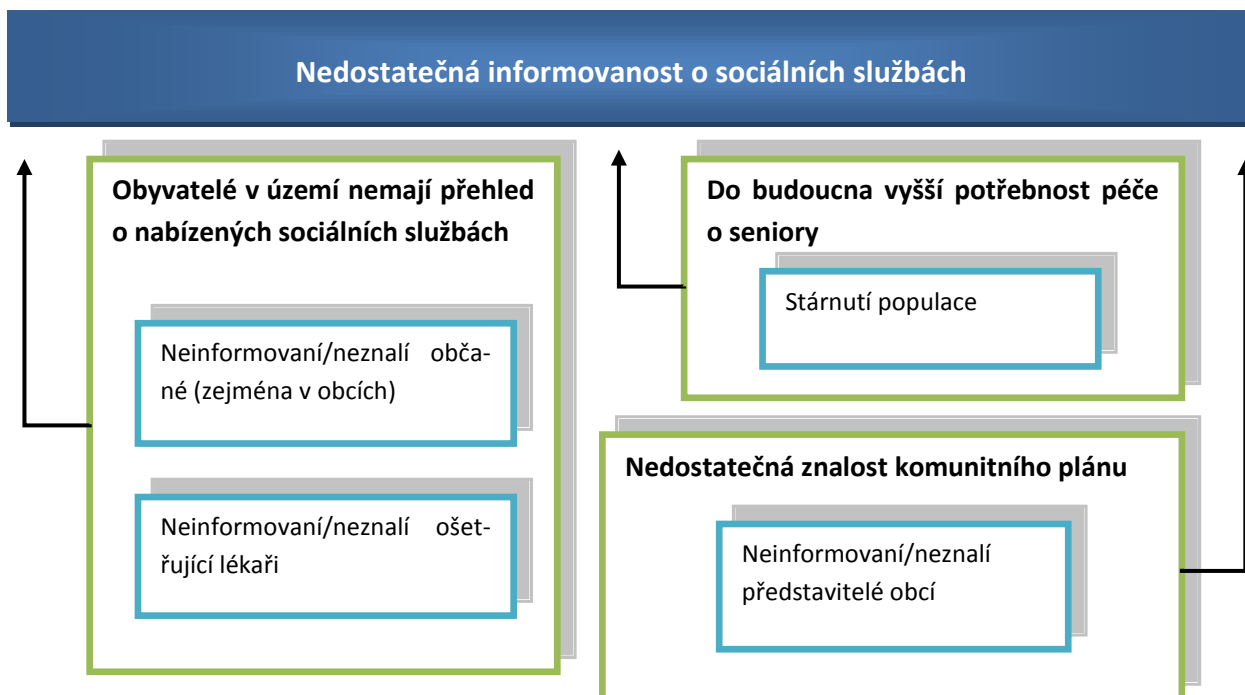 Nedostatečná informovanost o sociálních službách
Obyvatelé v území nemají přehled
o nabízených sociálních službách
Neinformovaní/neznalí obča-
né (zejména v obcích)
Neinformovaní/neznalí ošet-
řující lékaři
Do budoucna vyšší potřebnost péče
o seniory
Stárnutí populace
Nedostatečná znalost komunitního plánu
Neinformovaní/neznalí
představitelé obcí